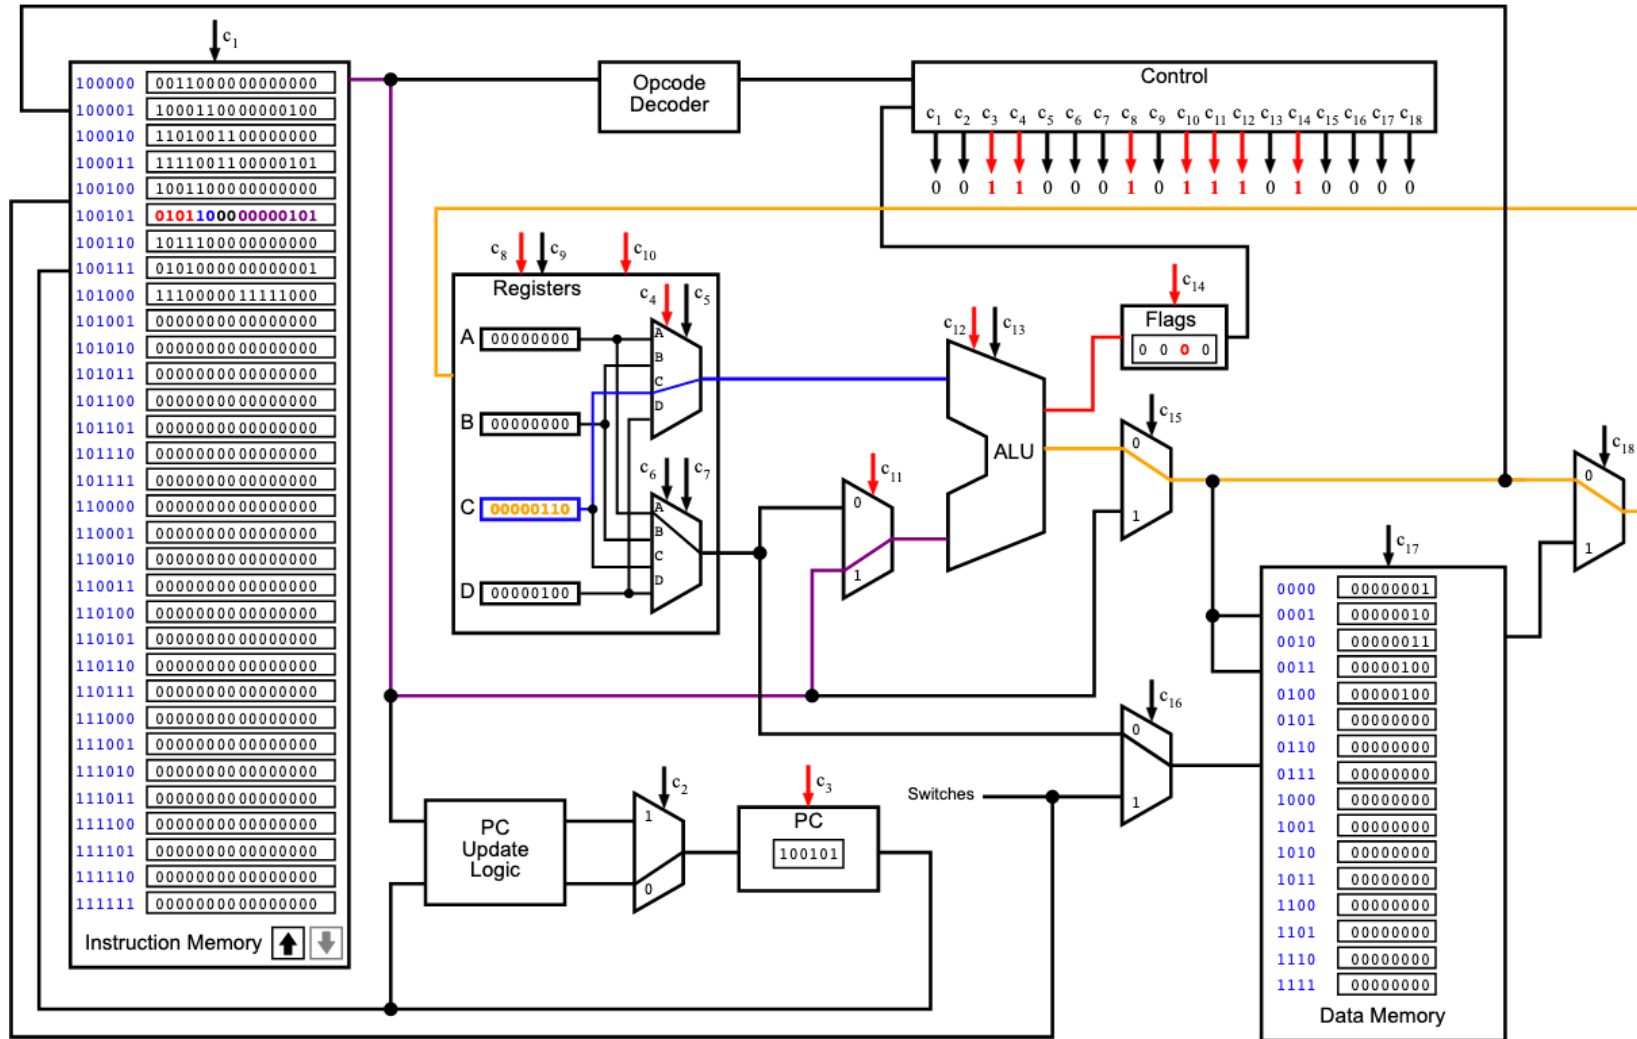 c1
100000 0011000000000000
100001 1000110000000100
100010 1101001100000000
100011 1111001100000101
100100 1001100000000000
100101 0101100000000101
100110 1011100000000000
100111 0101000000000001
101000 1110000011111000
101001 0000000000000000
101010 0000000000000000
101011 0000000000000000
101100 0000000000000000
101101 0000000000000000
101110 0000000000000000
101111 0000000000000000
110000 0000000000000000
110001 0000000000000000
110010 0000000000000000
110011 0000000000000000
110100 0000000000000000
110101 0000000000000000
110110 0000000000000000
110111 0000000000000000
111000 0000000000000000
111001 0000000000000000
111010 0000000000000000
111011 0000000000000000
111100 0000000000000000
111101 0000000000000000
111110 0000000000000000
111111 0000000000000000
Instruction Memory
Opcode
Decoder
Control
c1 c2 c3 c4 c5 c6 c7 c8 c9 c10 c11 c12 c13 c14 c15 c16 c17 c18
0 0 1 1 0 0 0 1 0 1 1 1 0 1 0 0 0 0
c8 c9 c10
Registers
c4 c5
A 00000000
B 00000000
C 00000110
D 00000100
A
B
C
D
c6 c7
A
B
C
D
c11
0
1
c12 c13
ALU
c14
Flags
0 0 0 0
c15
0
1
c18
0
1
c16
0
1
Switches
PC
Update
Logic
c2
1
0
c3
PC
100101
c17
0000 00000001
0001 00000010
0010 00000011
0011 00000100
0100 00000100
0101 00000000
0110 00000000
0111 00000000
1000 00000000
1001 00000000
1010 00000000
1011 00000000
1100 00000000
1101 00000000
1110 00000000
1111 00000000
Data Memory